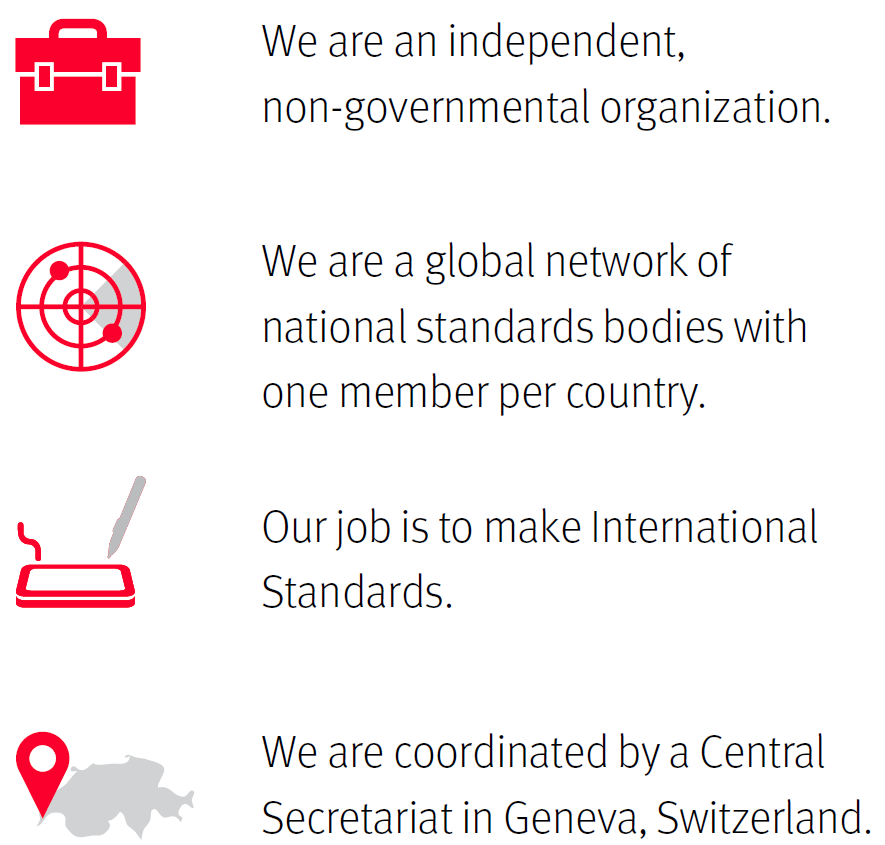 We are an independent,
non-governmental organization.
We are a global network of
national standards bodies with
one member per country.
Our job is to make International
Standards.
We are coordinated by a Central
Secretariat in Geneva, Switzerland.